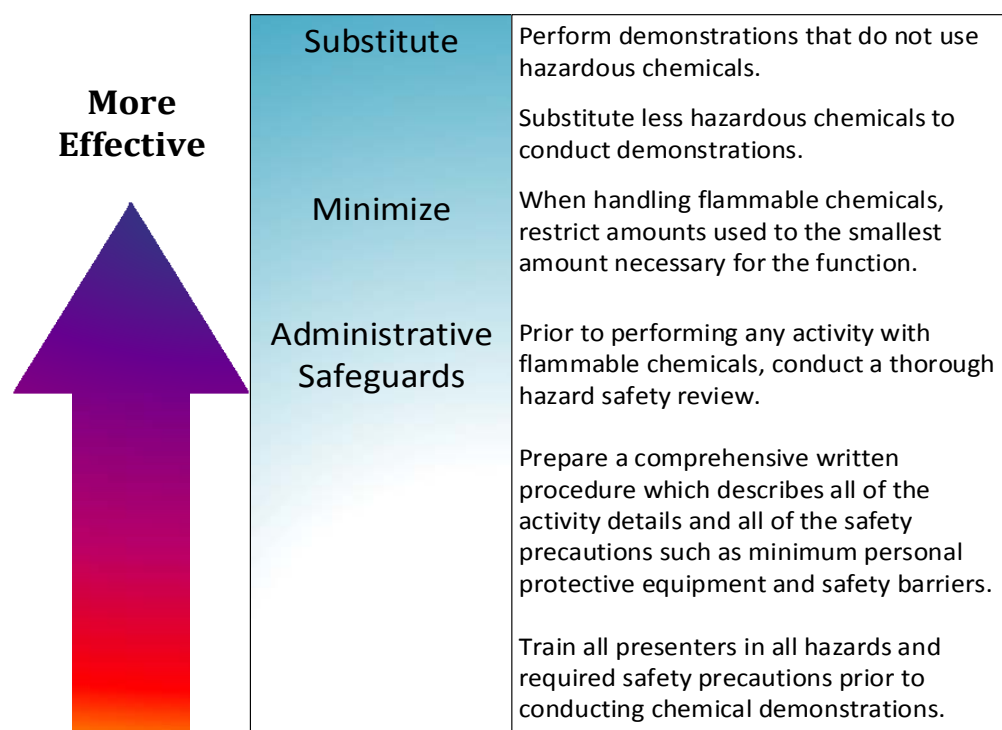 More
Effective
Substitute
Perform demonstrations that do not use
hazardous chemicals.
Substitute less hazardous chemicals to
conduct demonstrations.
Minimize
When handling flammable chemicals,
restrict amounts used to the smallest
amount necessary for the function.
Administrative
Safeguards
Prior to performing any activity with
flammable chemicals, conduct a thorough
hazard safety review.
Prepare a comprehensive written
procedure which describes all of the
activity details and all of the safety
precautions such as minimum personal
protective equipment and safety barriers.
Train all presenters in all hazards and
required safety precautions prior to
conducting chemical demonstrations.